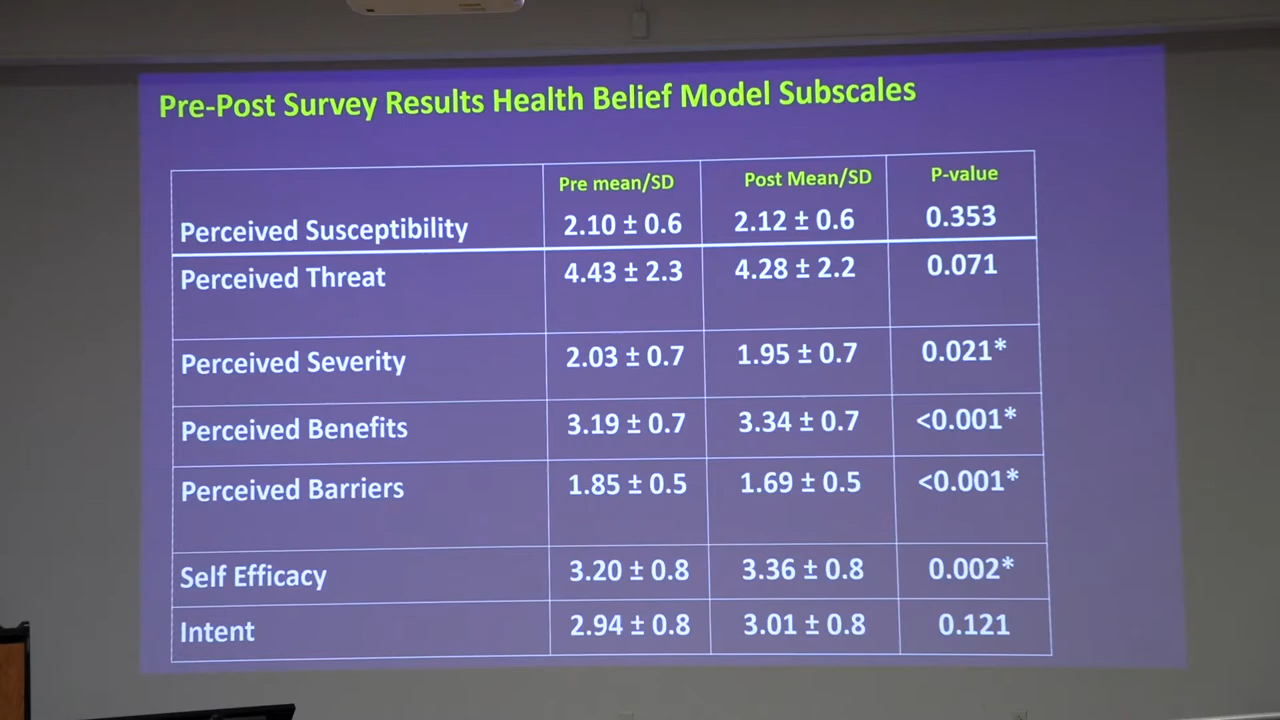 Pre-Post Survey Results Health Belief Model Subscales
Pre mean/SD Post Mean/SD P-value
Perceived Susceptibility 2.10 ± 0.6 2.12 ± 0.6 0.353
Perceived Threat 4.43 ± 2.3 4.28 ± 2.2 0.071
Perceived Severity 2.03 ± 0.7 1.95 ± 0.7 0.021*
Perceived Benefits 3.19 ± 0.7 3.34 ± 0.7 <0.001*
Perceived Barriers 1.85 ± 0.5 1.69 ± 0.5 <0.001*
Self Efficacy 3.20 ± 0.8 3.36 ± 0.8 0.002*
Intent 2.94 ± 0.8 3.01 ± 0.8 0.121